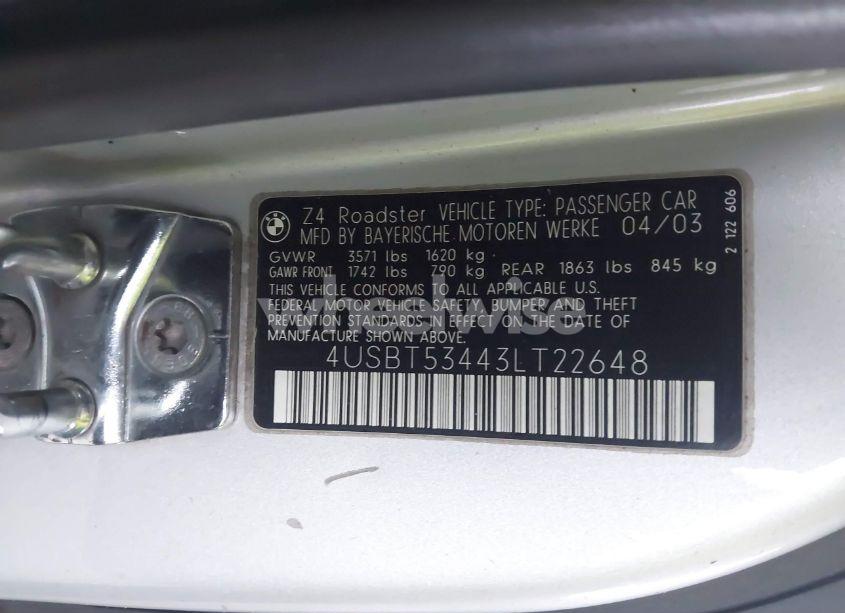 Z4 Roadster VEHICLE TYPE: PASSENGER CAR
MFD BY BAYERISCHE MOTOREN WERKE 04/03
GVWR 3571 lbs 1620 kg
GAWR FRONT 1742 lbs 790 kg REAR 1863 lbs 845 kg
THIS VEHICLE CONFORMS TO ALL APPLICABLE U.S.
FEDERAL MOTOR VEHICLE SAFETY, BUMPER AND THEFT
PREVENTION STANDARDS IN EFFECT ON THE DATE OF
MANUFACTURE SHOWN ABOVE.
4USBT53443LT22648
2 122 606
BMW
wheelwise